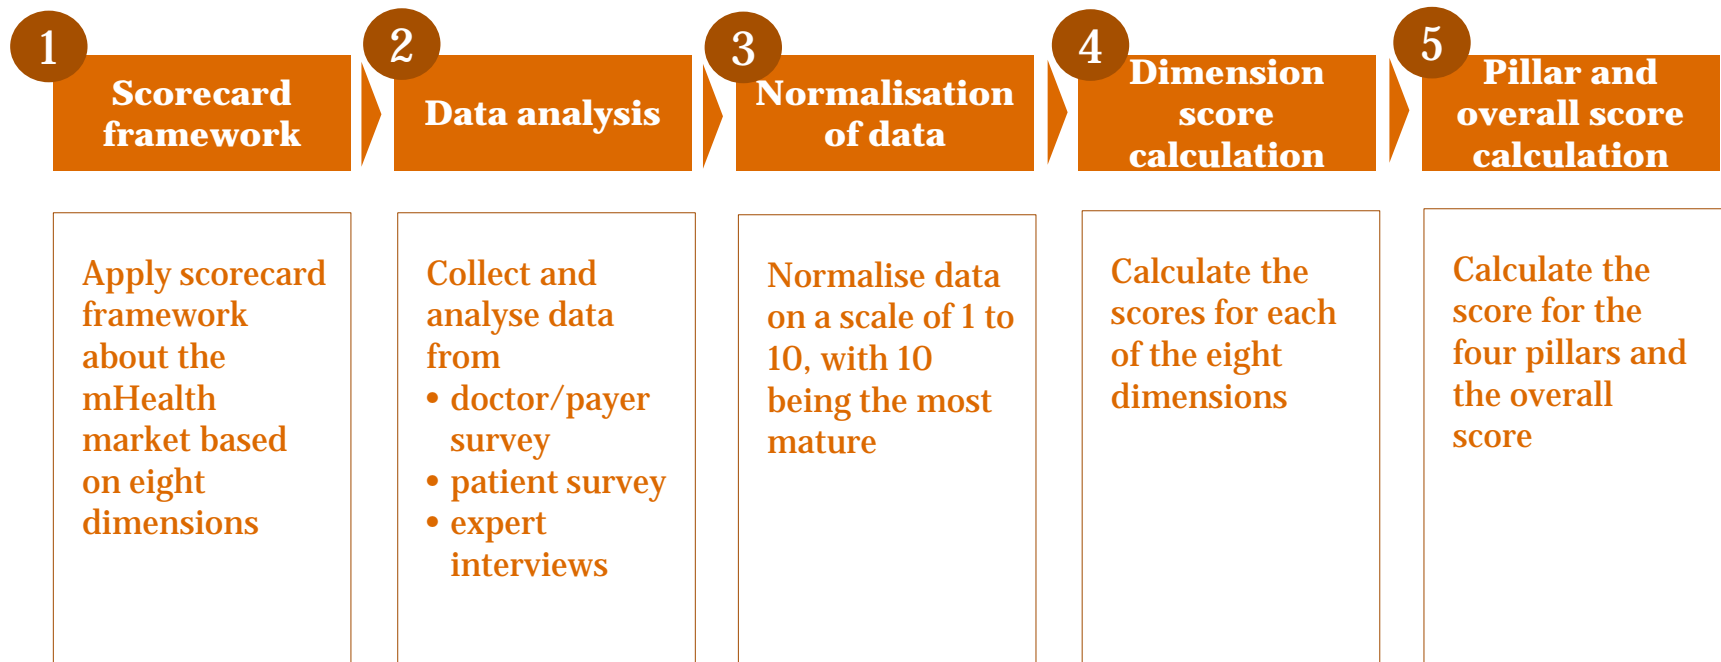 1
Scorecard
framework
2
Data analysis
3
Normalisation
of data
4
Dimension
score
calculation
5
Pillar and
overall score
calculation
Apply scorecard
framework
about the
mHealth
market based
on eight
dimensions
Collect and
analyse data
from
• doctor/payer
survey
• patient survey
• expert
interviews
Normalise data
on a scale of 1 to
10, with 10
being the most
mature
Calculate the
scores for each
of the eight
dimensions
Calculate the
score for the
four pillars and
the overall
score